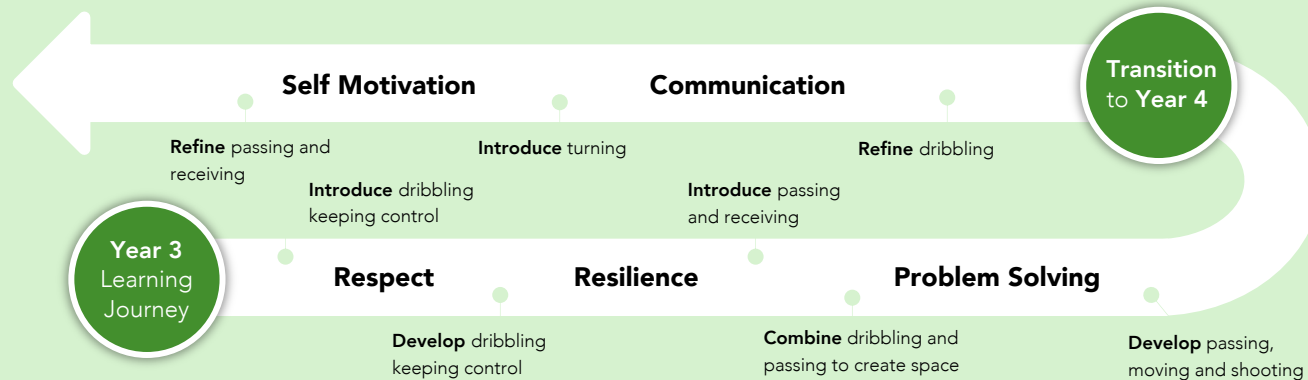 Self Motivation
Communication
Transition
to Year 4
Refine passing and
receiving
Introduce turning
Refine dribbling
Introduce dribbling
keeping control
Introduce passing
and receiving
Year 3
Learning
Journey
Respect
Resilience
Problem Solving
Develop dribbling
keeping control
Combine dribbling and
passing to create space
Develop passing,
moving and shooting